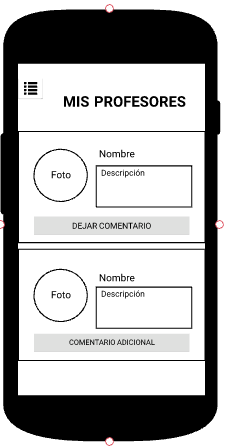 MIS PROFESORES
Nombre
Foto
Descripción
DEJAR COMENTARIO
Nombre
Foto
Descripción
COMENTARIO ADICIONAL